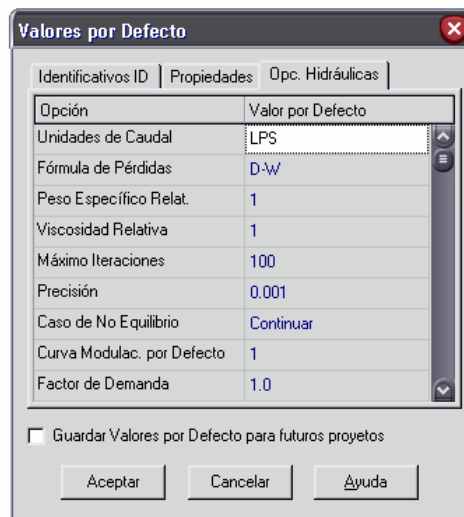 Valores por Defecto
Identificativos ID Propiedades Opc. Hidráulicas
Opción Valor por Defecto
Unidades de Caudal LPS
Fórmula de Pérdidas D-W
Peso Específico Relat. 1
Viscosidad Relativa 1
Máximo Iteraciones 100
Precisión 0.001
Caso de No Equilibrio Continuar
Curva Modulac. por Defecto 1
Factor de Demanda 1.0
Guardar Valores por Defecto para futuros proyetos
Aceptar Cancelar Ayuda